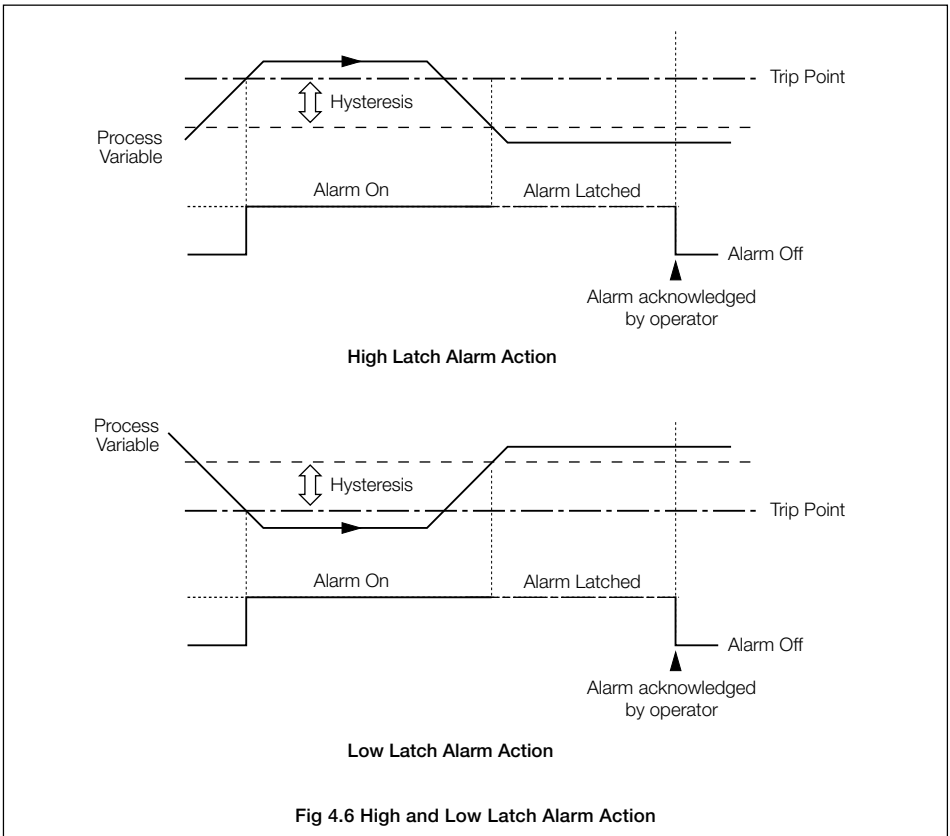 Trip Point
Hysteresis
Process
Variable
Alarm On
Alarm Latched
Alarm Off
Alarm acknowledged
by operator
High Latch Alarm Action
Process
Variable
Hysteresis
Trip Point
Alarm On
Alarm Latched
Alarm Off
Alarm acknowledged
by operator
Low Latch Alarm Action
Fig 4.6 High and Low Latch Alarm Action